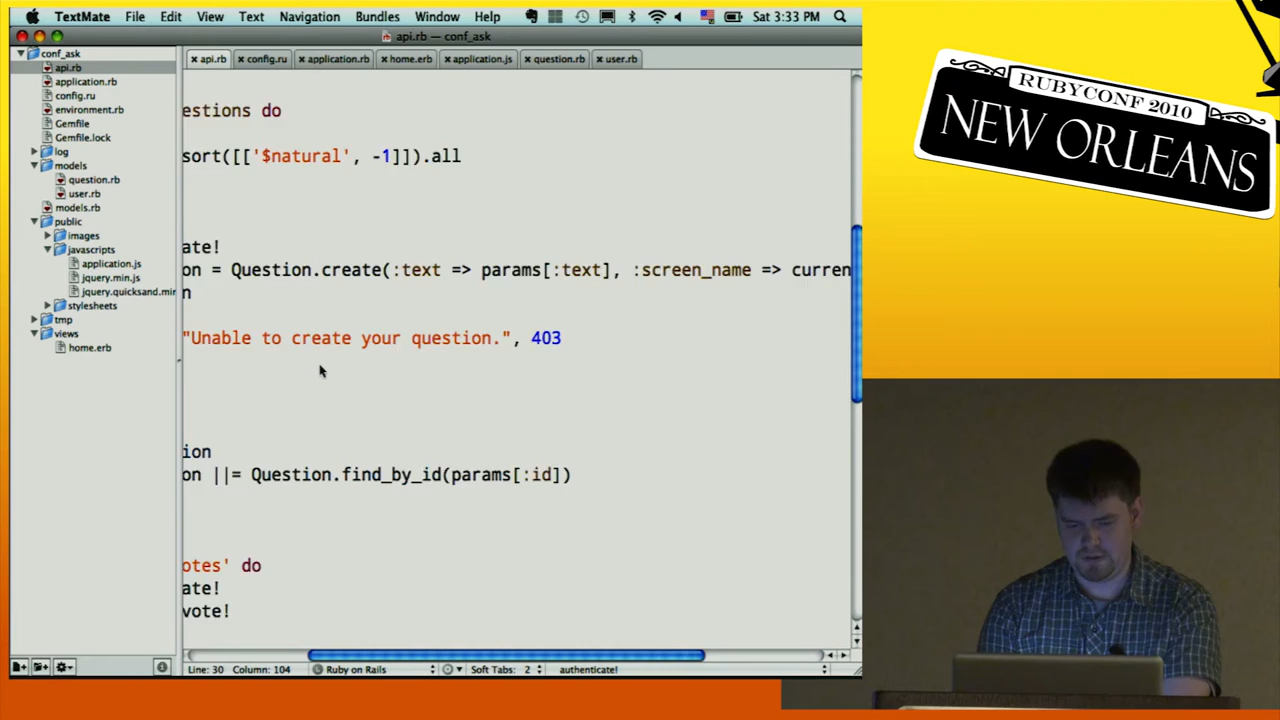 TextMate File Edit View Text Navigation Bundles Window Help Sat 3:33 PM
api.rb — conf_ask
conf_ask
api.rb
application.rb
config.ru
environment.rb
Gemfile
Gemfile.lock
log
models
question.rb
user.rb
models.rb
public
images
javascripts
application.js
jquery.min.js
jquery.quicksand.min
stylesheets
tmp
views
home.erb
api.rb config.ru application.rb home.erb application.js question.rb user.rb
estions do
sort([['$natural', -1]]).all
ate!
on = Question.create(:text => params[:text], :screen_name => curren
n
"Unable to create your question.", 403
ion
on ||= Question.find_by_id(params[:id])
otes' do
ate!
vote!
Line: 30 Column: 104 Ruby on Rails Soft Tabs: 2 authenticate!
RUBYCONF 2010
NEW ORLEANS